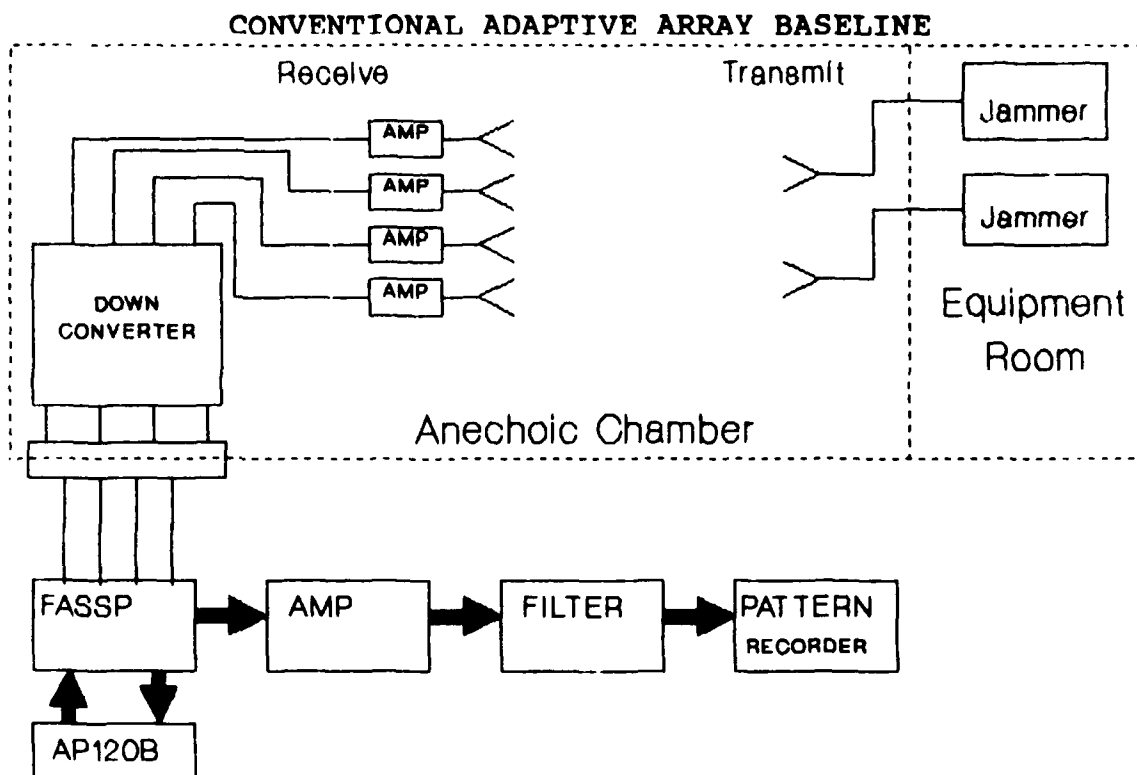 CONVENTIONAL ADAPTIVE ARRAY BASELINE
Receive
Transmit
Jammer
Jammer
Equipment
Room
AMP
AMP
AMP
AMP
DOWN
CONVERTER
Anechoic Chamber
FASSP
AMP
FILTER
PATTERN
RECORDER
AP120B